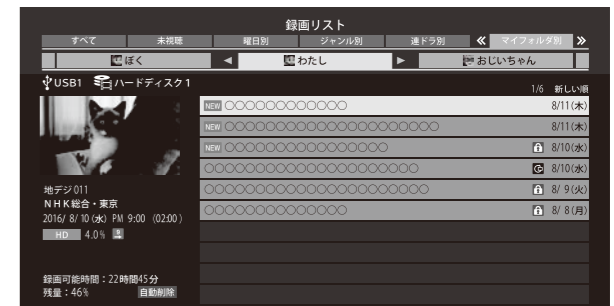 録画リスト
すべて 未視聴 曜日別 ジャンル別 連ドラ別 《 マイフォルダ別 》
ぼく ◀ わたし ▶ おじいちゃん
USB1 ハードディスク1
1/6 新しい順
NEW 〇〇〇〇〇〇〇〇〇〇〇〇 8/11(木)
NEW 〇〇〇〇〇〇〇〇〇〇〇〇〇〇〇〇〇〇〇〇〇 8/11(木)
NEW 〇〇〇〇〇〇〇〇〇〇〇〇〇〇〇〇 8/10(水)
〇〇〇〇〇〇〇〇〇〇〇〇〇〇〇〇〇〇〇〇〇 8/10(水)
〇〇〇〇〇〇〇〇〇〇〇〇〇〇〇〇〇〇〇〇〇〇 8/ 9(火)
〇〇〇〇〇〇〇〇〇〇〇〇〇〇 8/ 8(月)
地デジ011
NHK総合・東京
2016/ 8/ 10(水) PM 9:00 (02:00)
HD 4.0%
録画可能時間：22時間45分
残量：46% 自動削除